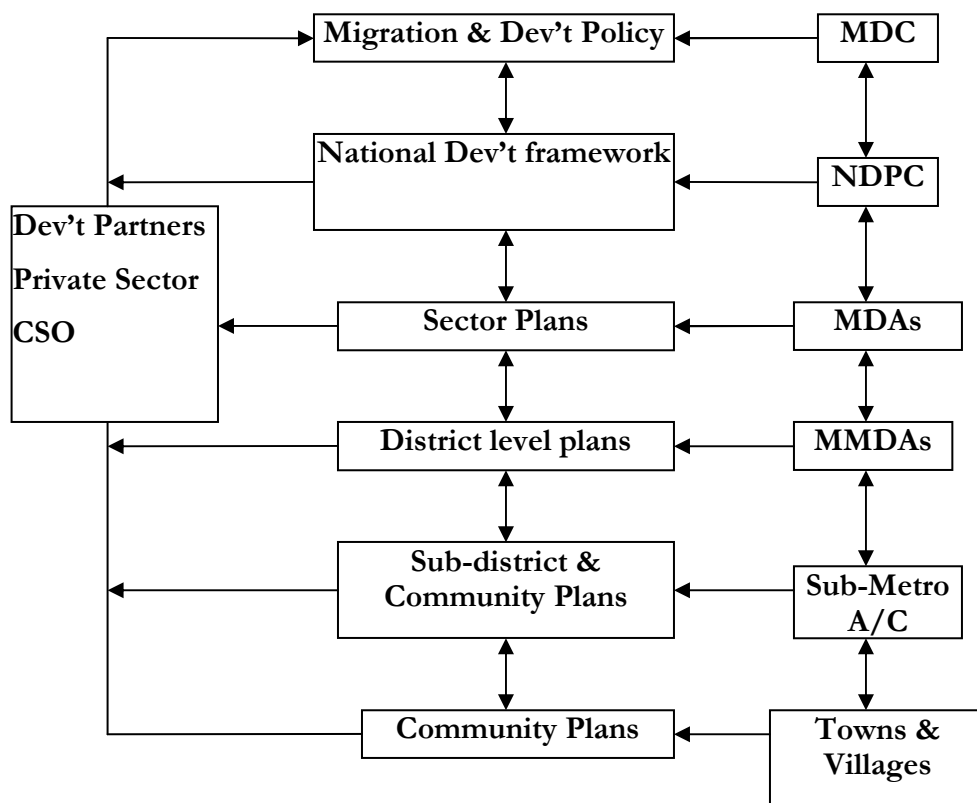 Migration & Dev’t Policy
MDC
National Dev’t framework
NDPC
Dev’t Partners
Private Sector
CSO
Sector Plans
MDAs
District level plans
MMDAs
Sub-district &
Community Plans
Sub-Metro
A/C
Community Plans
Towns &
Villages